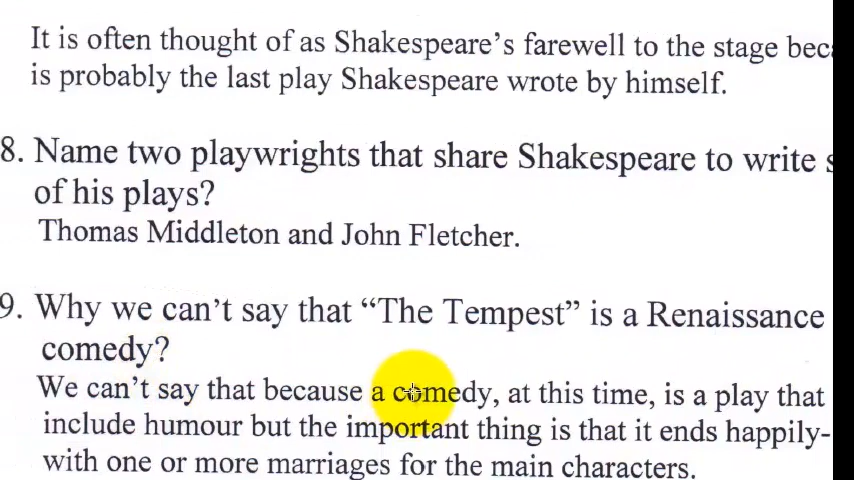 It is often thought of as Shakespeare's farewell to the stage
is probably the last play Shakespeare wrote by himself.
8. Name two playwrights that share Shakespeare to write
of his plays?
Thomas Middleton and John Fletcher.
9. Why we can't say that “The Tempest” is a Renaissance
comedy?
We can't say that because a comedy, at this time, is a play that
include humour but the important thing is that it ends happily-
with one or more marriages for the main characters.